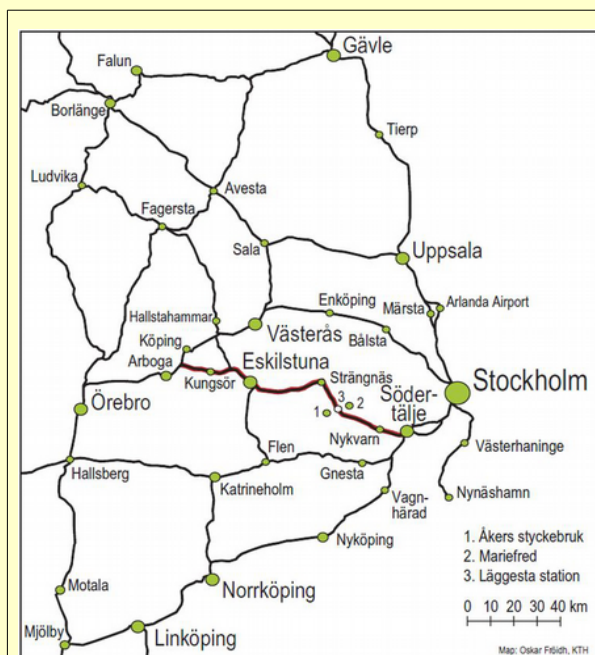 Gävle
Falun
Borlänge
Tierp
Ludvika
Avesta
Fagersta
Sala
Uppsala
Enköping
Märsta
Arlanda Airport
Hallstahammar
Västerås
Bålsta
Köping
Arboga
Eskilstuna
Kungsör
Strängnäs
Stockholm
Söder-
tälje
3
1
2
Örebro
Nykvarn
Västerhaninge
Flen
Gnesta
Hallsberg
Katrineholm
Vagn-
härad
Nynäshamn
Nyköping
1. Åkers styckebruk
2. Mariefred
3. Läggesta station
Motala
Norrköping
0 10 20 30 40 km
Mjölby
Linköping
Map: Oskar Fröidh, KTH